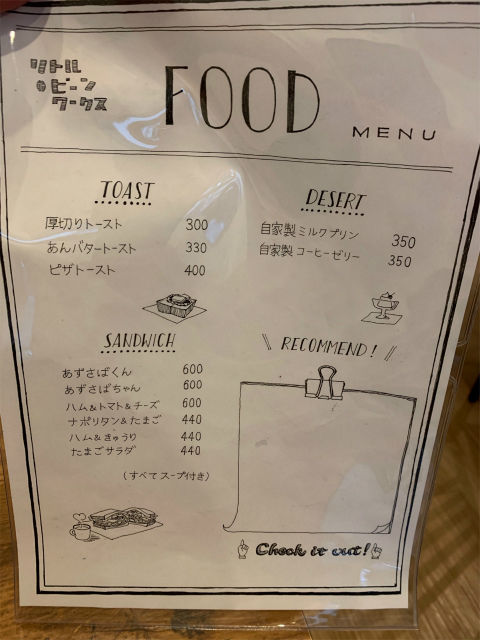 リトル
ビーン
ワークス
FOOD
MENU
TOAST
厚切りトースト 300
あんバタートースト 330
ピザトースト 400
DESERT
自家製ミルクプリン 350
自家製コーヒーゼリー 350
SANDWICH
あずさばくん 600
あずさばちゃん 600
ハム&トマト&チーズ 600
ナポリタン&たまご 440
ハム&きゅうり 440
たまごサラダ 440
(すべてスープ付き)
RECOMMEND!
Check it out!